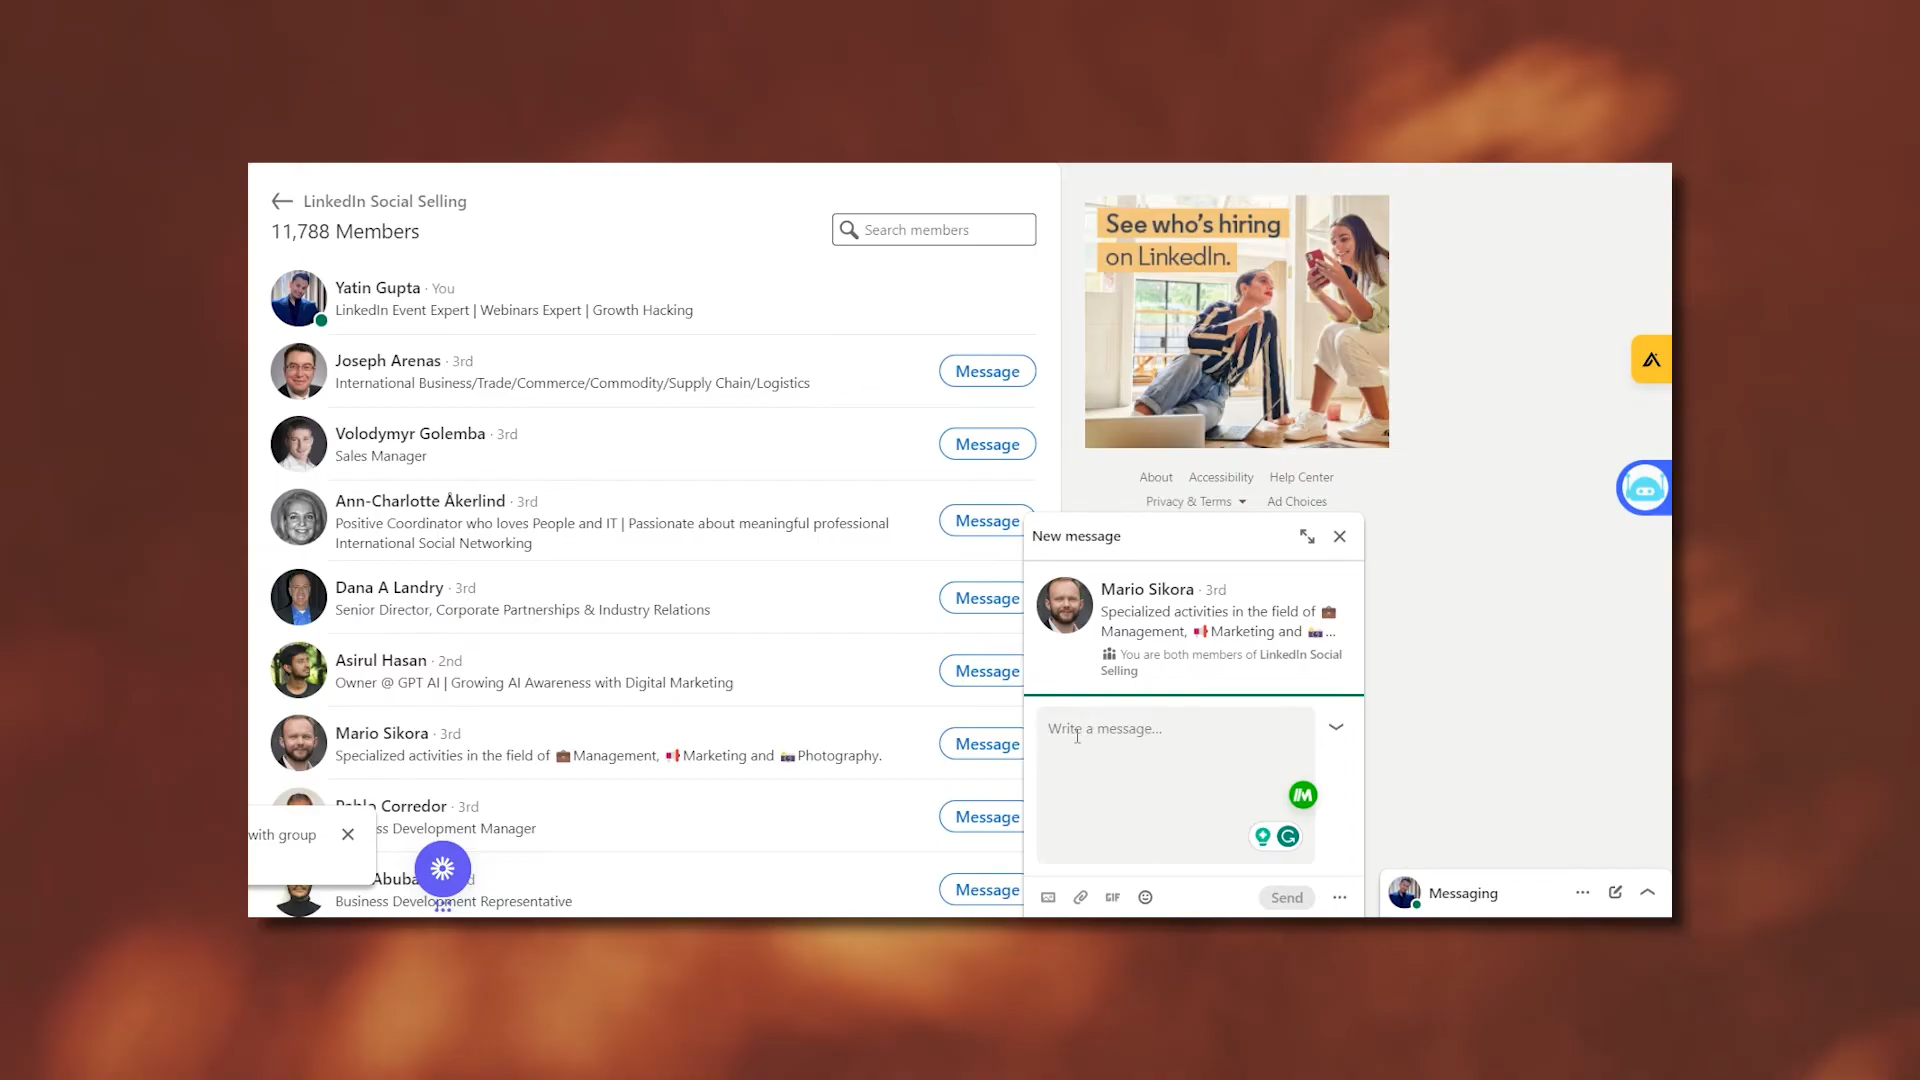 LinkedIn Social Selling
11,788 Members
Search members
Yatin Gupta · You
LinkedIn Event Expert | Webinars Expert | Growth Hacking
Joseph Arenas · 3rd
International Business/Trade/Commerce/Commodity/Supply Chain/Logistics
Message
Volodymyr Golemba · 3rd
Sales Manager
Message
Ann-Charlotte Åkerlind · 3rd
Positive Coordinator who loves People and IT | Passionate about meaningful professional
International Social Networking
Message
Dana A Landry · 3rd
Senior Director, Corporate Partnerships & Industry Relations
Message
Asirul Hasan · 2nd
Owner @ GPT AI | Growing AI Awareness with Digital Marketing
Message
Mario Sikora · 3rd
Specialized activities in the field of 💼Management, 📢Marketing and 📸Photography.
Message
Corredor · 3rd
Development Manager
Message
with group
Business Development Representative
Message
See who's hiring
on LinkedIn.
About Accessibility Help Center
Privacy & Terms Ad Choices
New message
Mario Sikora · 3rd
Specialized activities in the field of 💼
Management, 📢Marketing and 📸...
You are both members of LinkedIn Social
Selling
Write a message...
GIF
Send
Messaging